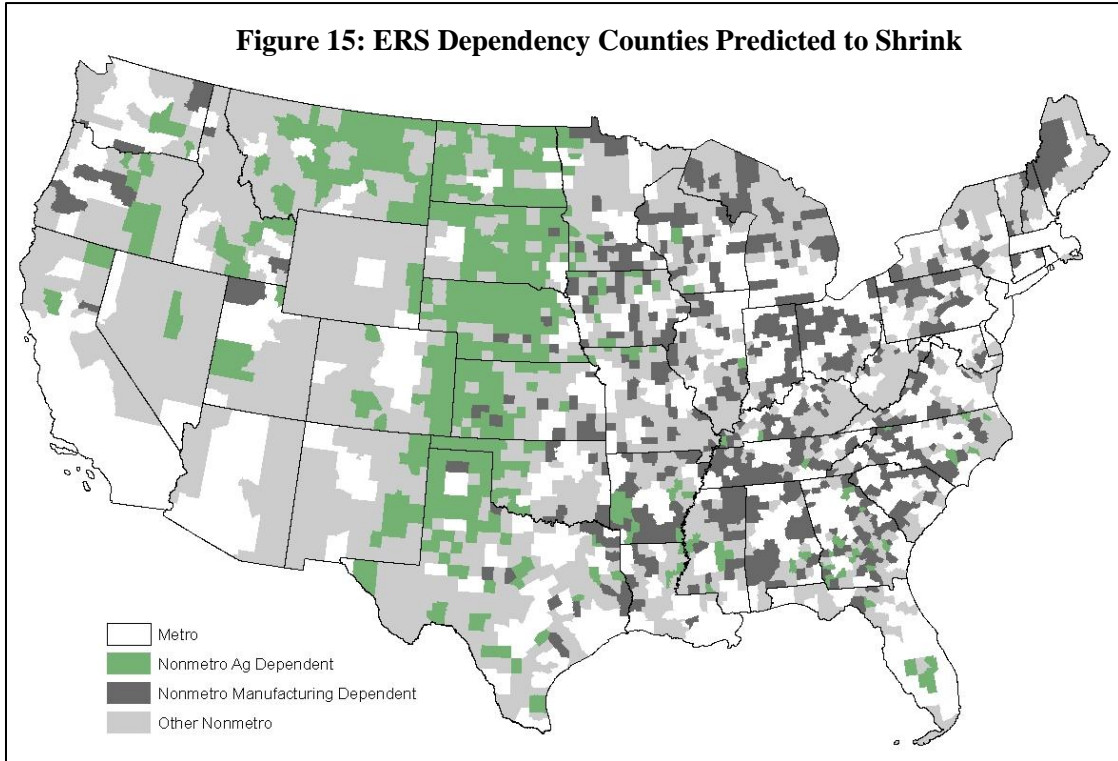 Figure 15: ERS Dependency Counties Predicted to Shrink
Metro
Nonmetro Ag Dependent
Nonmetro Manufacturing Dependent
Other Nonmetro